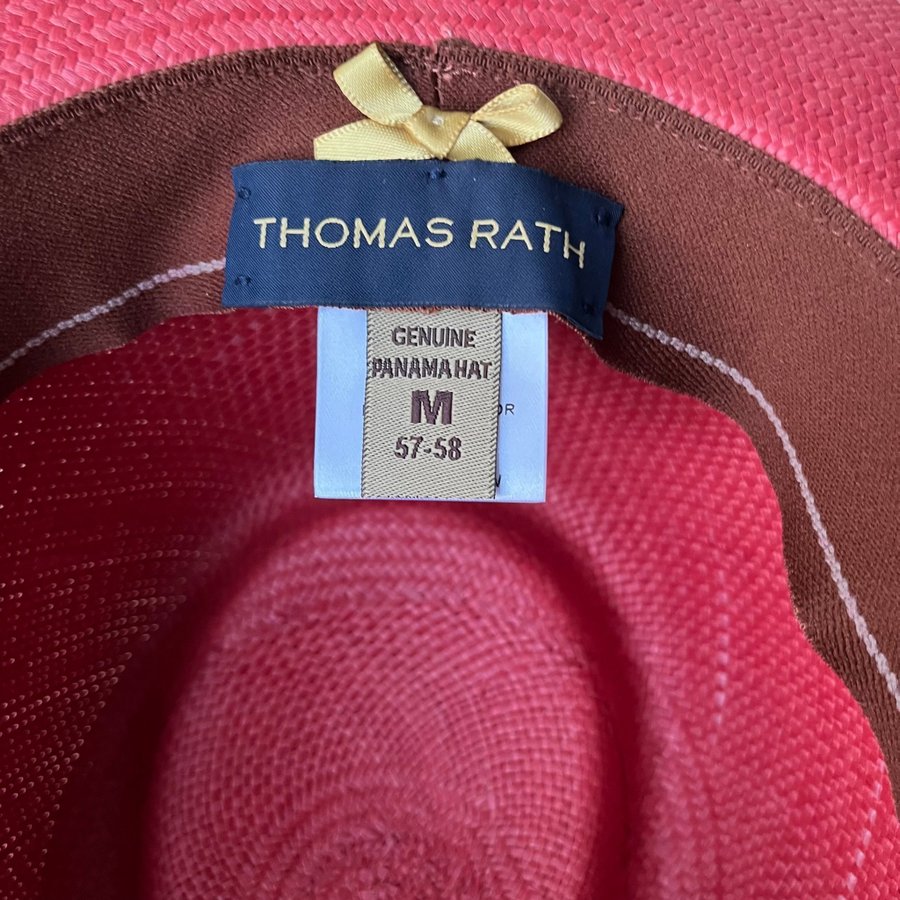 THOMAS RATH
GENUINE
PANAMA HAT
M
57-58